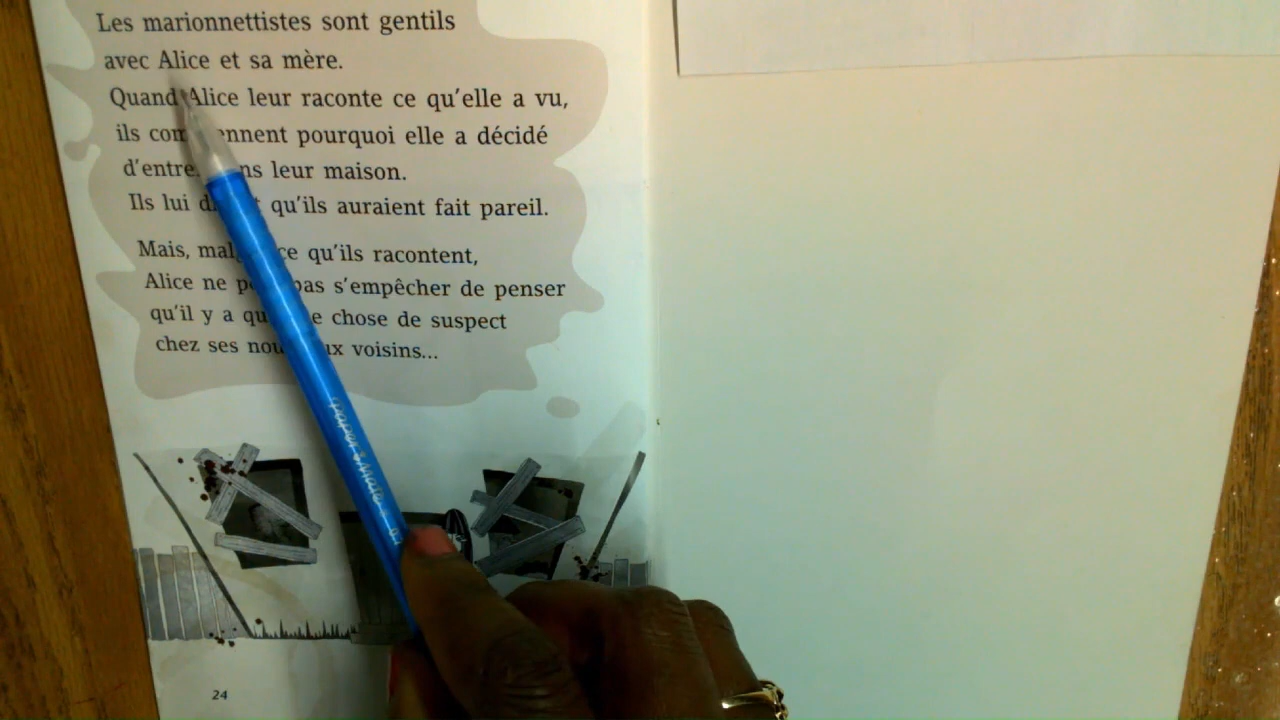 Les marionnettistes sont gentils
avec Alice et sa mère.
Quand Alice leur raconte ce qu'elle a vu,
ils pourquoi elle a décidé
leur maison.
Ils lui qu'ils auraient fait pareil.
Mais, ce qu'ils racontent,
Alice ne pas s'empêcher de penser
qu'il y a chose de suspect
chez ses voisins...
Paper Mate
24